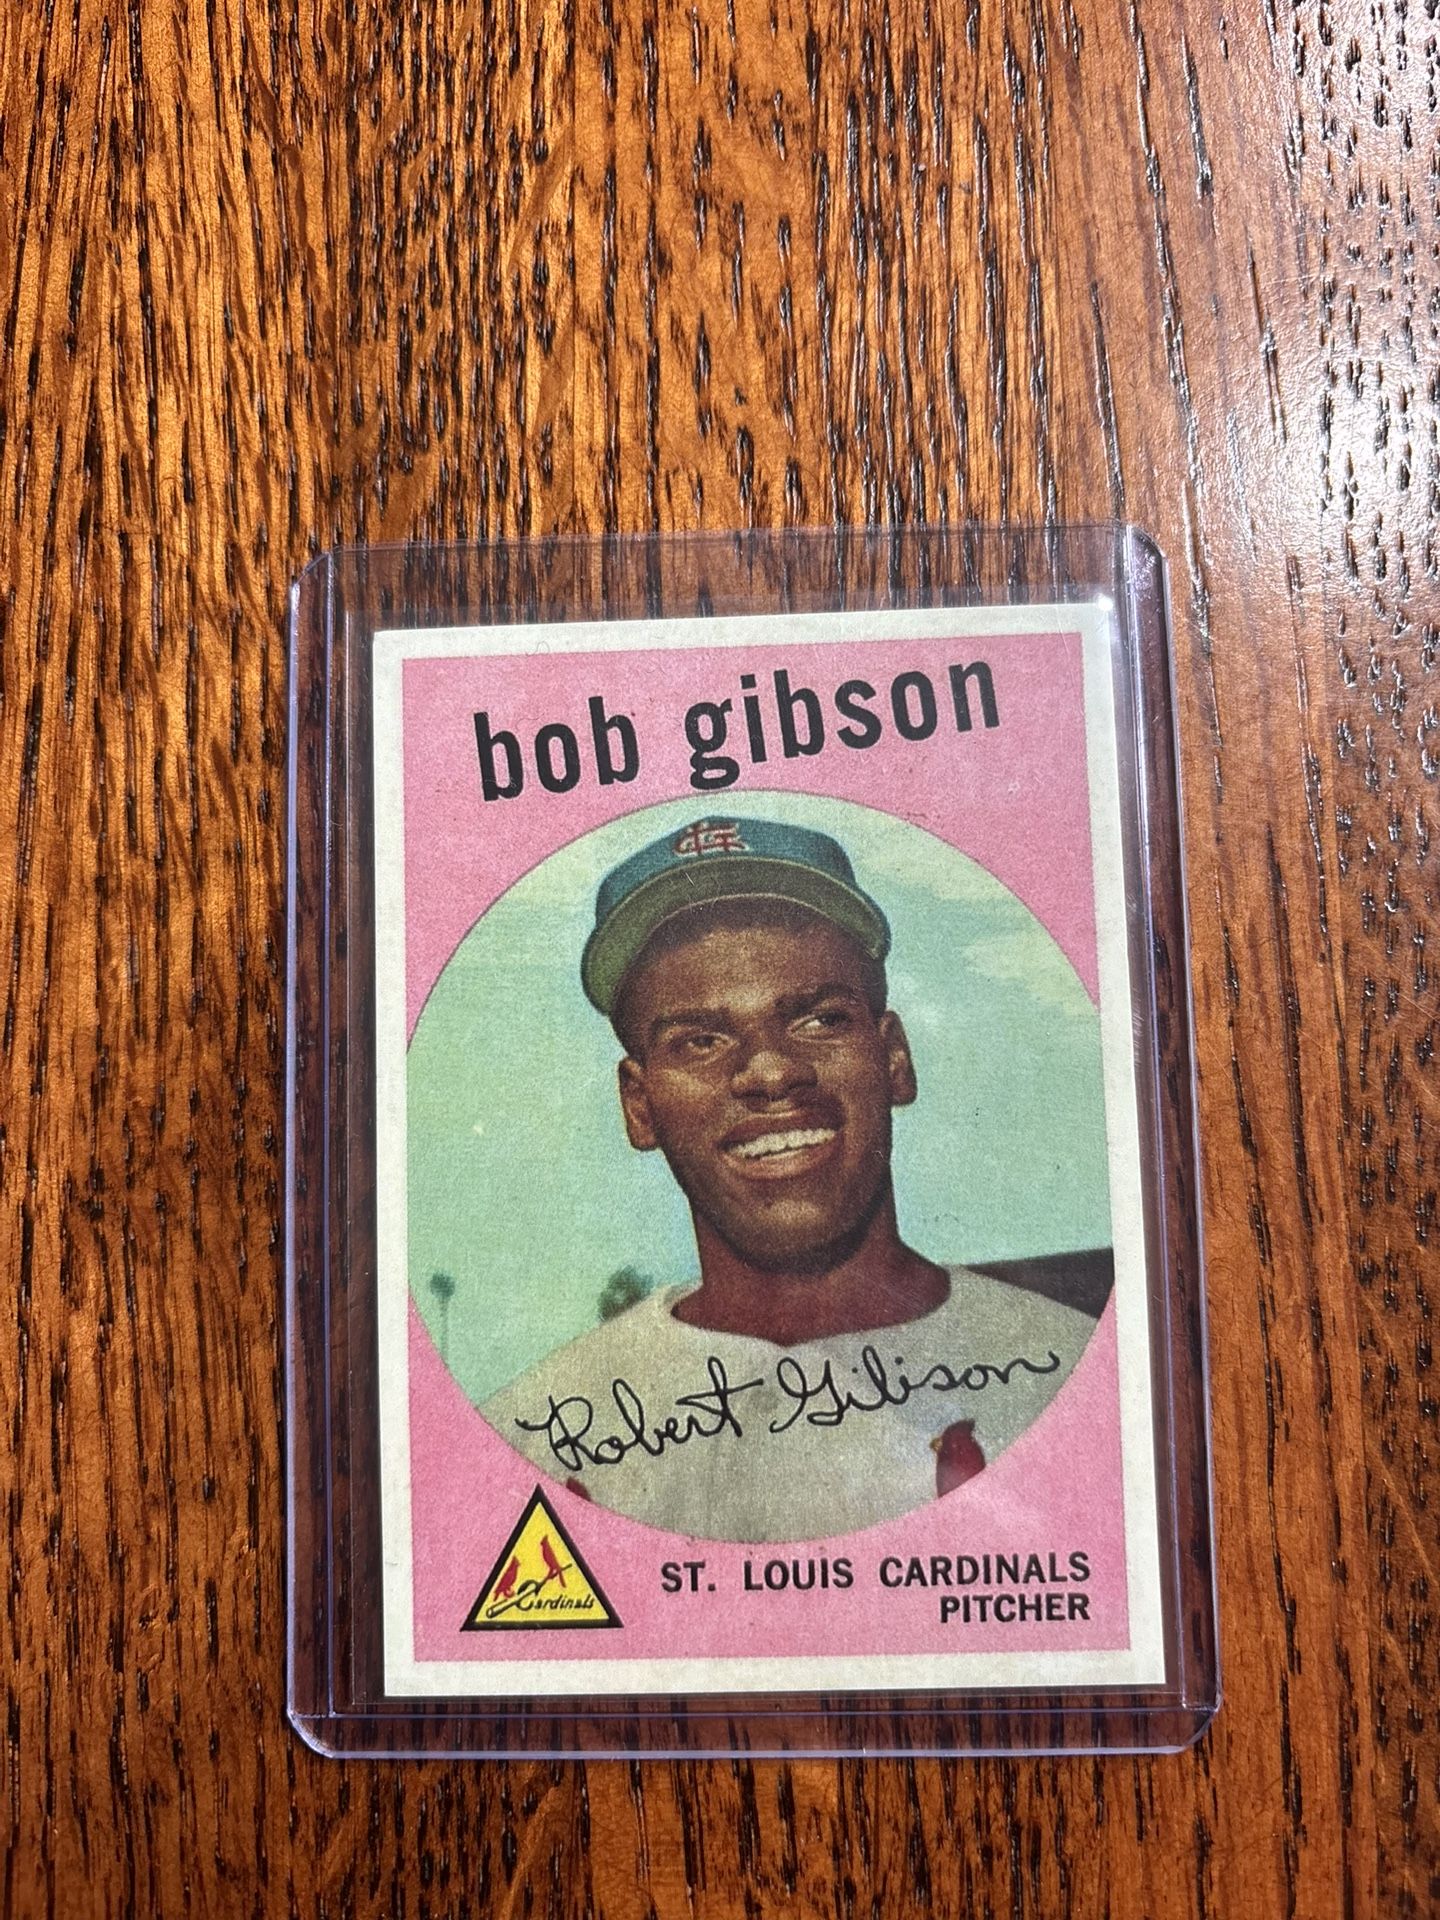 bob gibson
Robert Gibson
Cardinals
ST. LOUIS CARDINALS
PITCHER